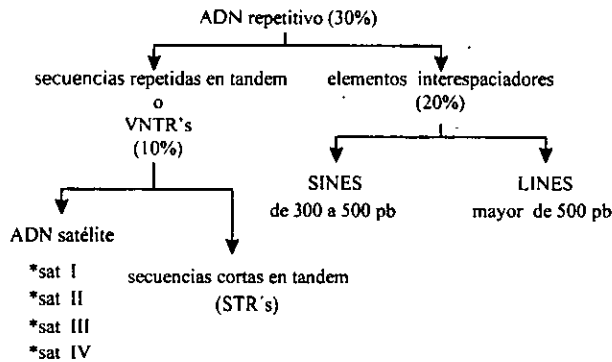 ADN repetitivo (30%)
secuencias repetidas en tandem
o
VNTR's
(10%)
elementos interespaciadores
(20%)
SINES
de 300 a 500 pb
LINES
mayor de 500 pb
ADN satélite
*sat I
*sat II
*sat III
*sat IV
secuencias cortas en tandem
(STR´s)